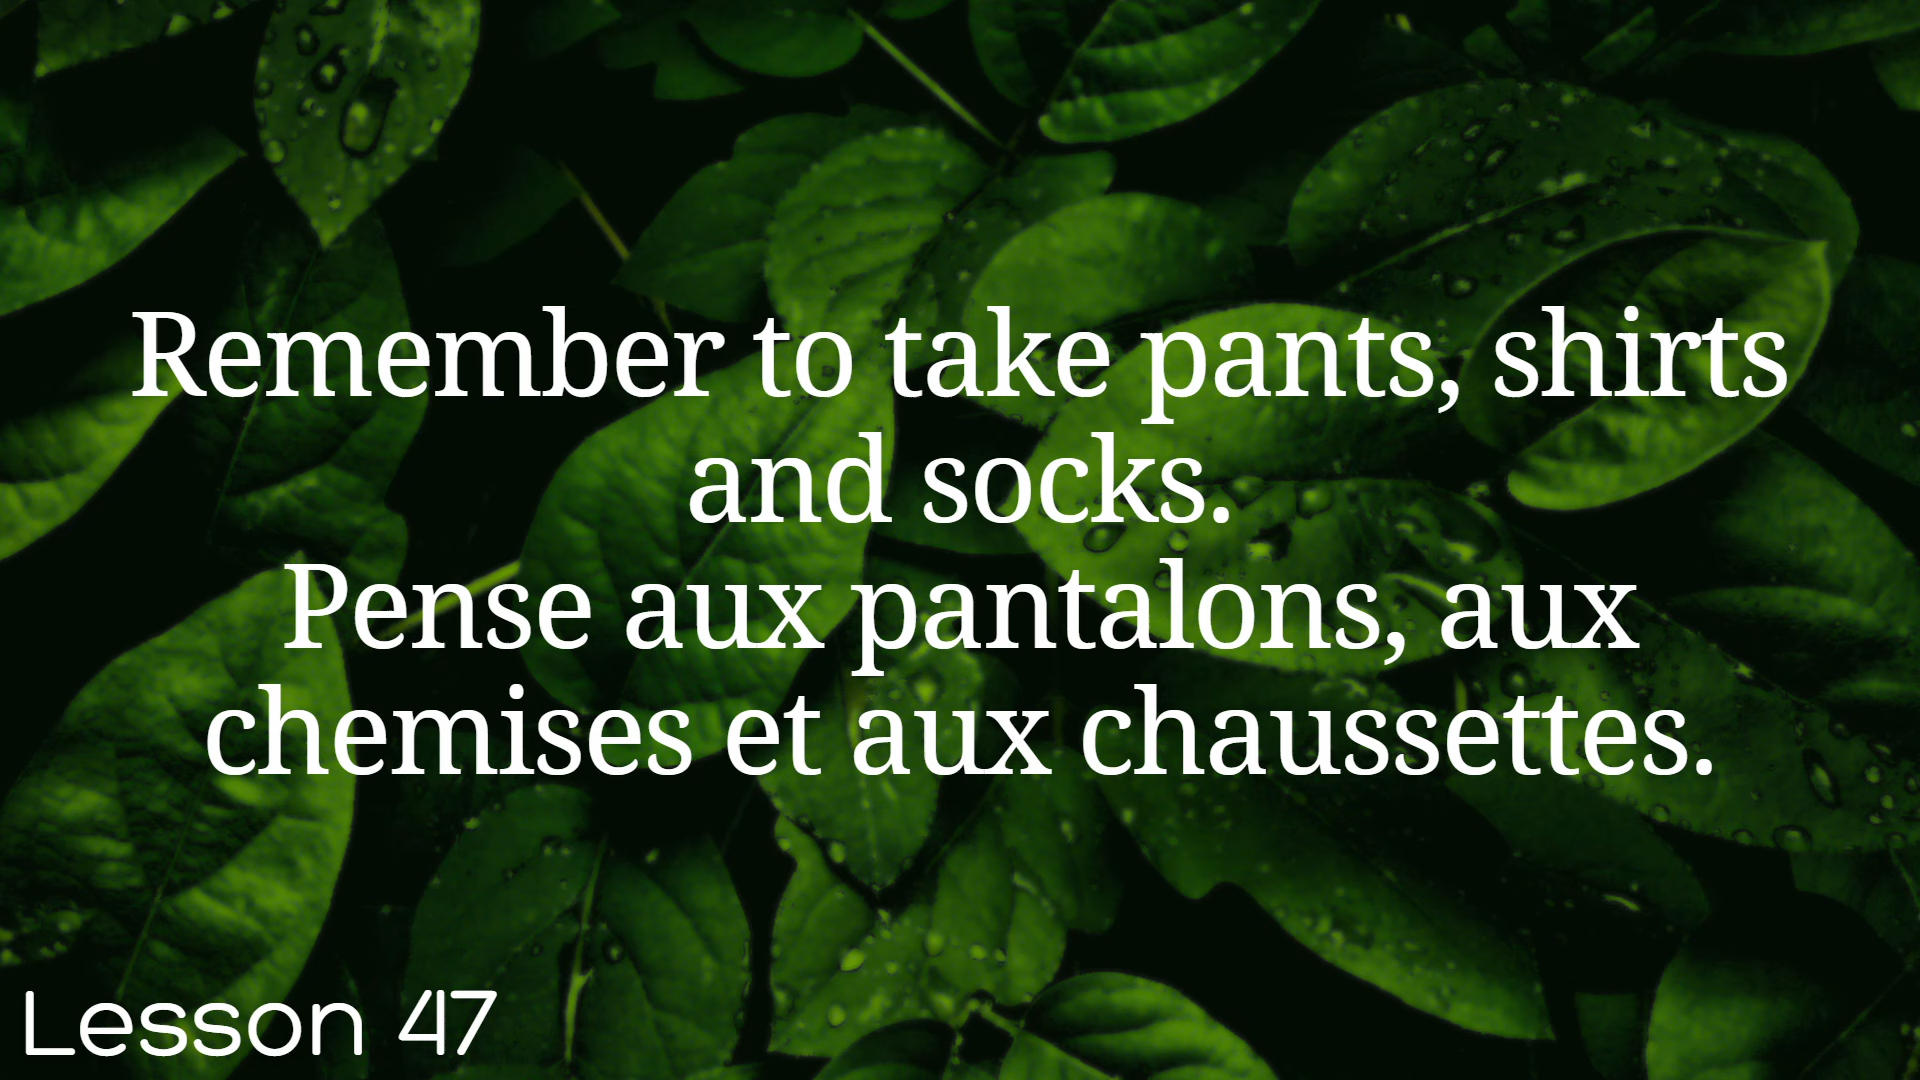 Remember to take pants, shirts
and socks.
Pense aux pantalons, aux
chemises et aux chaussettes.
Lesson 47